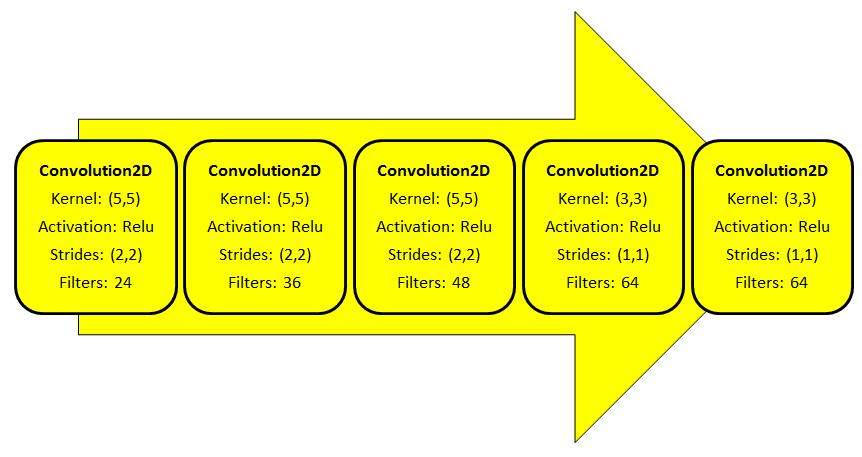 Convolution2D
Kernel: (5,5)
Activation: Relu
Strides: (2,2)
Filters: 24
Convolution2D
Kernel: (5,5)
Activation: Relu
Strides: (2,2)
Filters: 36
Convolution2D
Kernel: (5,5)
Activation: Relu
Strides: (2,2)
Filters: 48
Convolution2D
Kernel: (3,3)
Activation: Relu
Strides: (1,1)
Filters: 64
Convolution2D
Kernel: (3,3)
Activation: Relu
Strides: (1,1)
Filters: 64